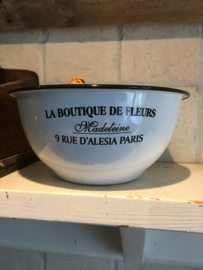 LA BOUTIQUE DE FLEURS
Madeleine
9 RUE D'ALESIA PARIS